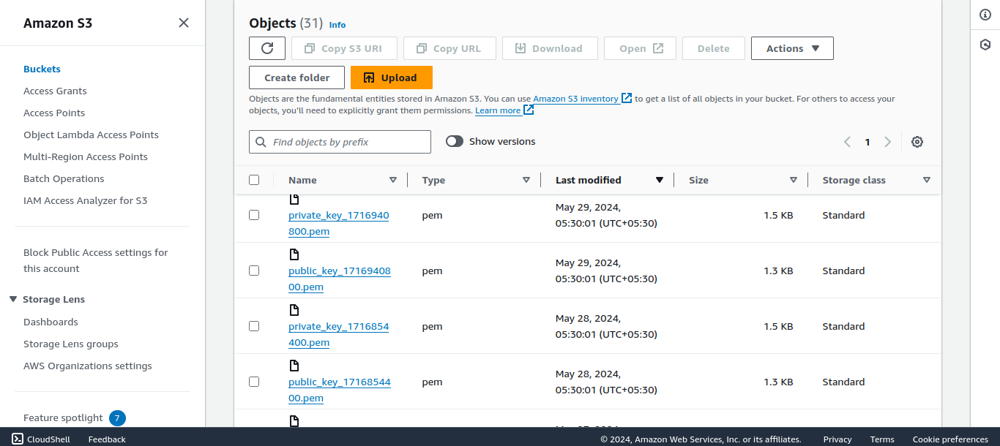 Amazon S3
Buckets
Access Grants
Access Points
Object Lambda Access Points
Multi-Region Access Points
Batch Operations
IAM Access Analyzer for S3
Block Public Access settings for
this account
Storage Lens
Dashboards
Storage Lens groups
AWS Organizations settings
Feature spotlight 7
Objects (31) Info
Copy S3 URI Copy URL Download Open Delete Actions
Create folder Upload
Objects are the fundamental entities stored in Amazon S3. You can use Amazon S3 inventory to get a list of all objects in your bucket. For others to access your
objects, you'll need to explicitly grant them permissions. Learn more
Find objects by prefix Show versions 1
Name Type Last modified Size Storage class
private_key_1716940
800.pem
pem
May 29, 2024,
05:30:01 (UTC+05:30)
1.5 KB
Standard
public_key_17169408
00.pem
pem
May 29, 2024,
05:30:01 (UTC+05:30)
1.3 KB
Standard
private_key_1716854
400.pem
pem
May 28, 2024,
05:30:01 (UTC+05:30)
1.5 KB
Standard
public_key_17168544
00.pem
pem
May 28, 2024,
05:30:01 (UTC+05:30)
1.3 KB
Standard
CloudShell Feedback © 2024, Amazon Web Services, Inc. or its affiliates. Privacy Terms Cookie preferences